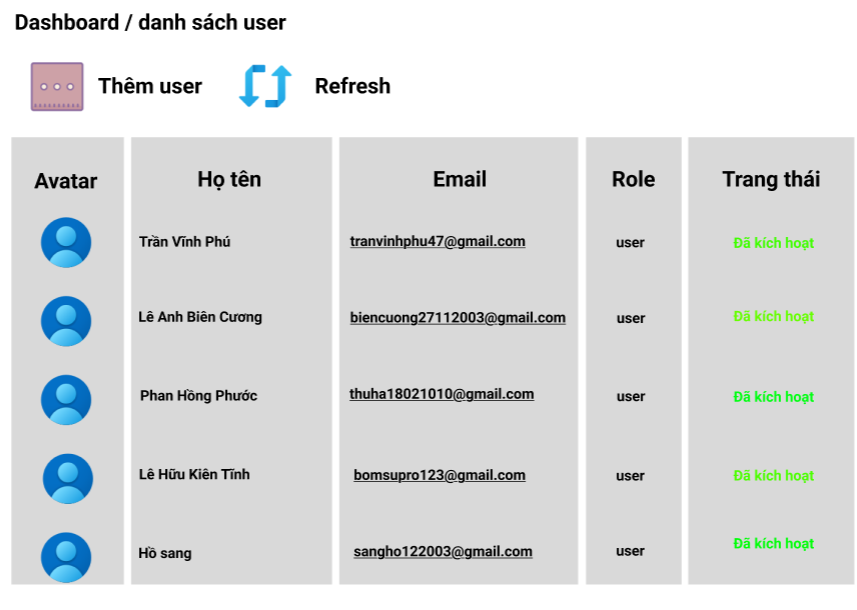 Dashboard / danh sách user
Thêm user Refresh
Avatar Họ tên Email Role Trang thái
Trần Vĩnh Phú tranvinhphu47@gmail.com user Đã kích hoạt
Lê Anh Biên Cương biencuong27112003@gmail.com user Đã kích hoạt
Phan Hồng Phước thuha18021010@gmail.com user Đã kích hoạt
Lê Hữu Kiên Tĩnh bomsupro123@gmail.com user Đã kích hoạt
Hồ sang sangho122003@gmail.com user Đã kích hoạt